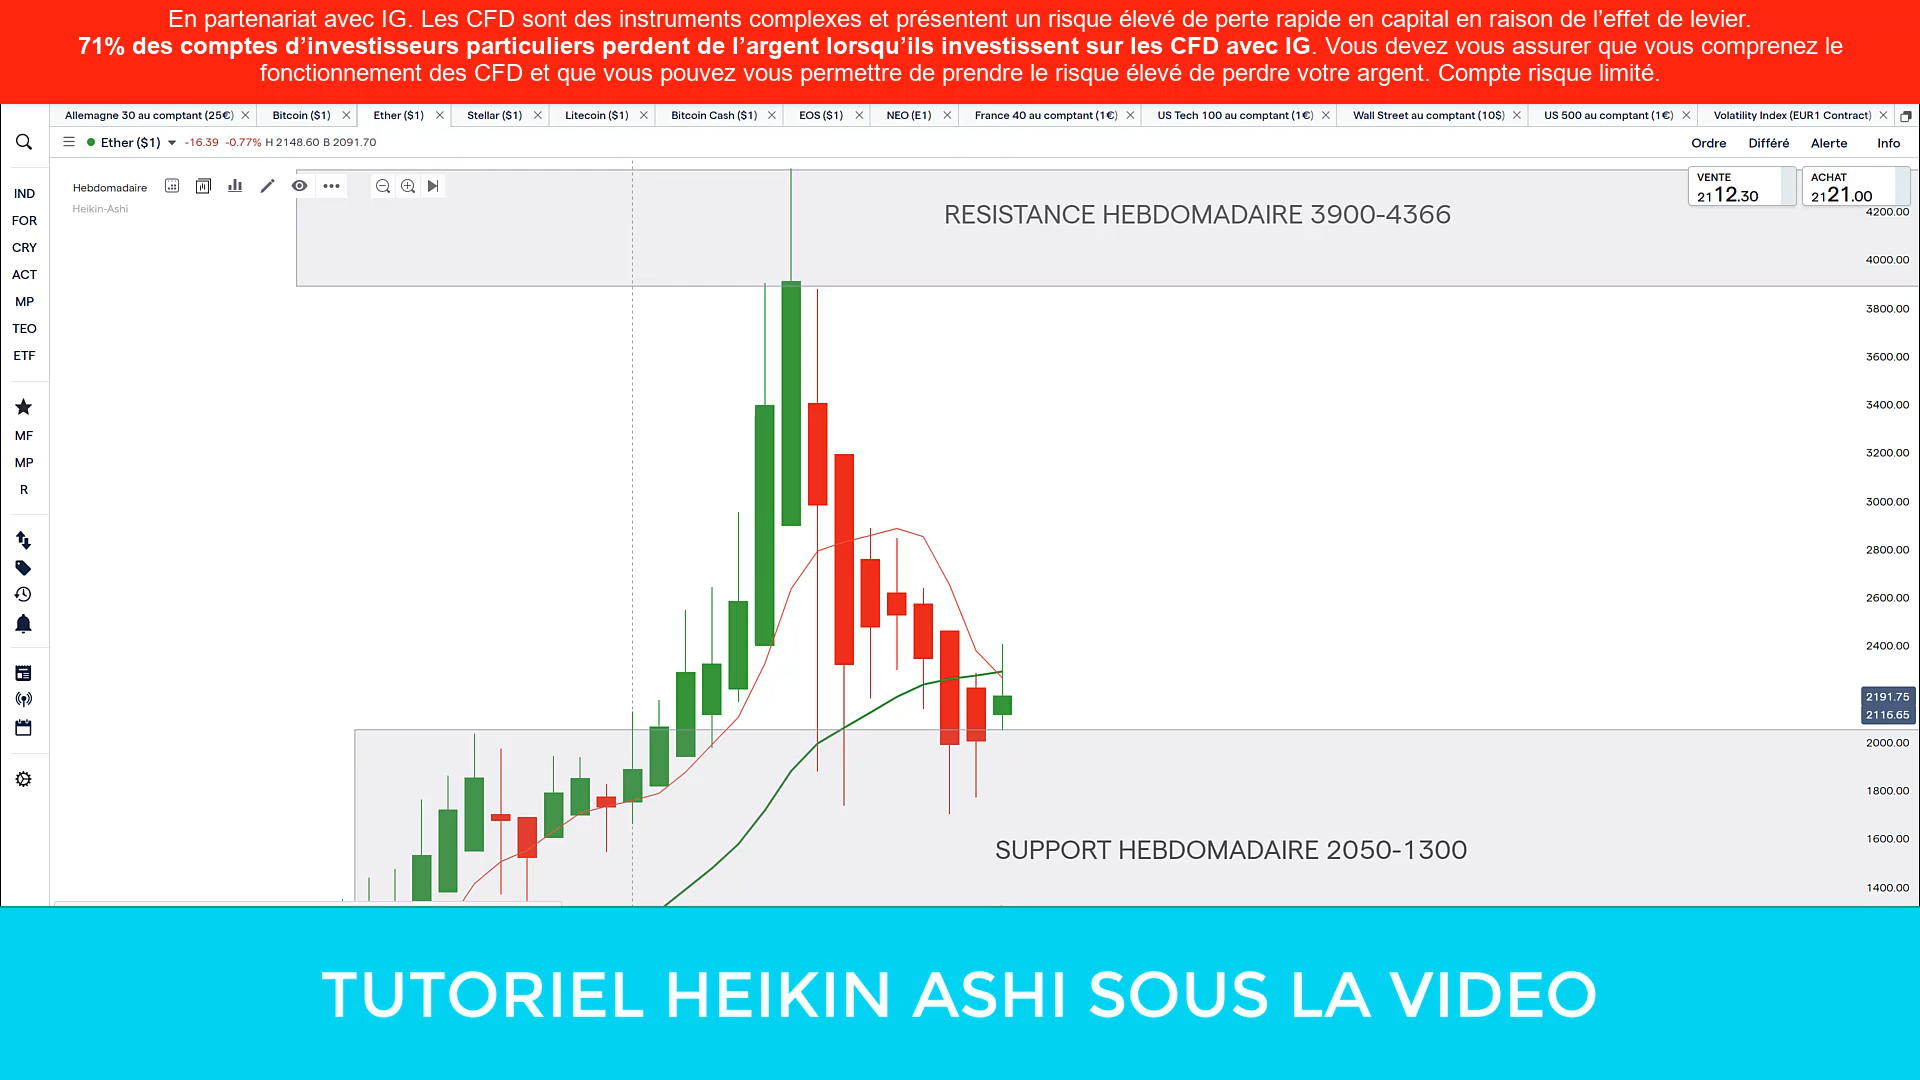 En partenariat avec IG. Les CFD sont des instruments complexes et présentent un risque élevé de perte rapide en capital en raison de l’effet de levier.
71% des comptes d’investisseurs particuliers perdent de l’argent lorsqu’ils investissent sur les CFD avec IG. Vous devez vous assurer que vous comprenez le
fonctionnement des CFD et que vous pouvez vous permettre de prendre le risque élevé de perdre votre argent. Compte risque limité.
Allemagne 30 au comptant (25€) Bitcoin ($1) Ether ($1) Stellar ($1) Litecoin ($1) Bitcoin Cash ($1) EOS ($1) NEO (E1) France 40 au comptant (1€) US Tech 100 au comptant (1€) Wall Street au comptant (10$) US 500 au comptant (1€) Volatility Index (EUR1 Contract)
Ether ($1) -16.39 -0.77% H 2148.60 B 2091.70 Ordre Différé Alerte Info
Hebdomadaire
Heikin-Ashi
VENTE
2112.30
ACHAT
2121.00
RESISTANCE HEBDOMADAIRE 3900-4366
IND
FOR
CRY
ACT
MP
TEO
ETF
MF
MP
R
4200.00
4000.00
3800.00
3600.00
3400.00
3200.00
3000.00
2800.00
2600.00
2400.00
2191.75
2116.65
2000.00
1800.00
1600.00
1400.00
SUPPORT HEBDOMADAIRE 2050-1300
TUTORIEL HEIKIN ASHI SOUS LA VIDEO